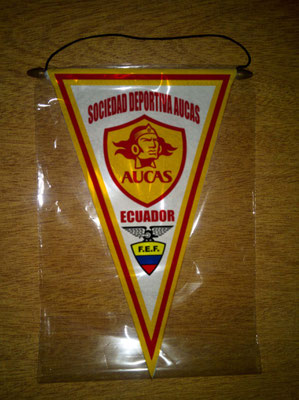 SOCIEDAD DEPORTIVA AUCAS
AUCAS
ECUADOR
F.E.F.